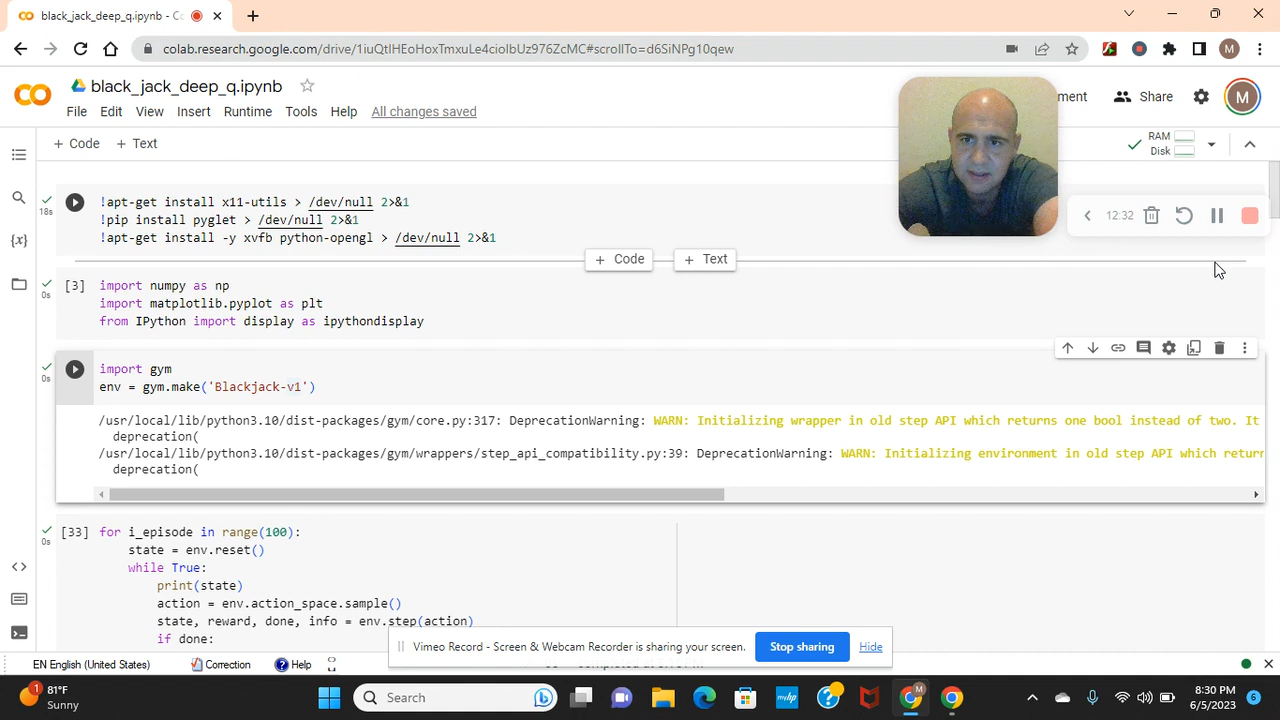 black_jack_deep_q.ipynb - Co
colab.research.google.com/drive/1iuQtIHEoHoxTmxuLe4cioIbUz976ZcMC#scrollTo=d6SiNPg10qew
M
black_jack_deep_q.ipynb
File Edit View Insert Runtime Tools Help All changes saved
ment Share M
+ Code + Text
RAM
Disk
12:32
18s
!apt-get install x11-utils > /dev/null 2>&1
!pip install pyglet > /dev/null 2>&1
!apt-get install -y xvfb python-opengl > /dev/null 2>&1
+ Code + Text
[3] import numpy as np
0s
import matplotlib.pyplot as plt
from IPython import display as ipythondisplay
import gym
0s
env = gym.make('Blackjack-v1')
/usr/local/lib/python3.10/dist-packages/gym/core.py:317: DeprecationWarning: WARN: Initializing wrapper in old step API which returns one bool instead of two. It
deprecation(
/usr/local/lib/python3.10/dist-packages/gym/wrappers/step_api_compatibility.py:39: DeprecationWarning: WARN: Initializing environment in old step API which return
deprecation(
[33] for i_episode in range(100):
0s
state = env.reset()
while True:
print(state)
action = env.action_space.sample()
state, reward, done, info = env.step(action)
if done:
Vimeo Record - Screen & Webcam Recorder is sharing your screen. Stop sharing Hide
EN English (United States) Correction Help
1
81°F
Sunny
Search
8:30 PM
6/5/2023
6